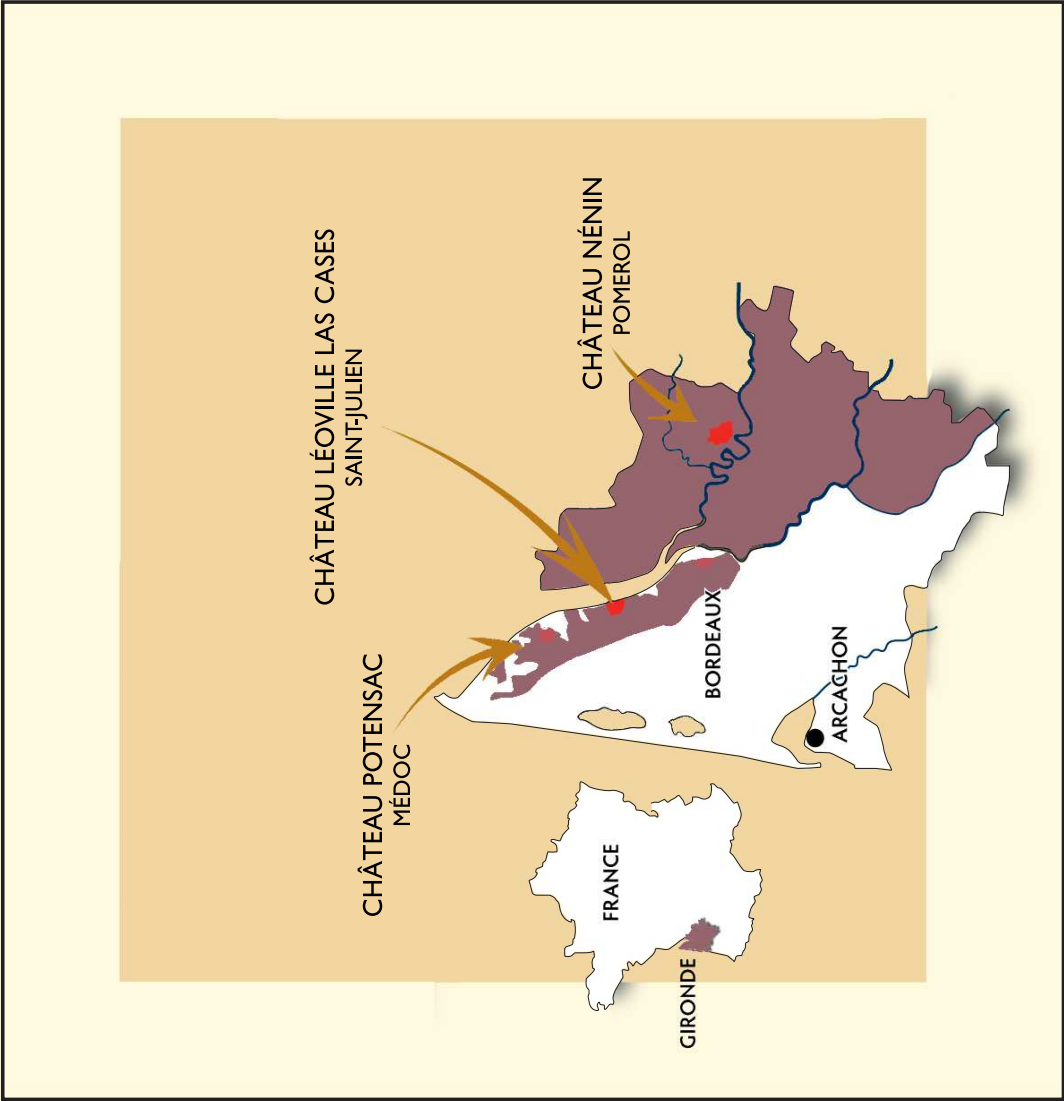 CHÂTEAU LÉOVILLE LAS CASES
SAINT-JULIEN
CHÂTEAU POTENSAC
MÉDOC
CHÂTEAU NÉNIN
POMEROL
FRANCE
GIRONDE
BORDEAUX
ARCACHON